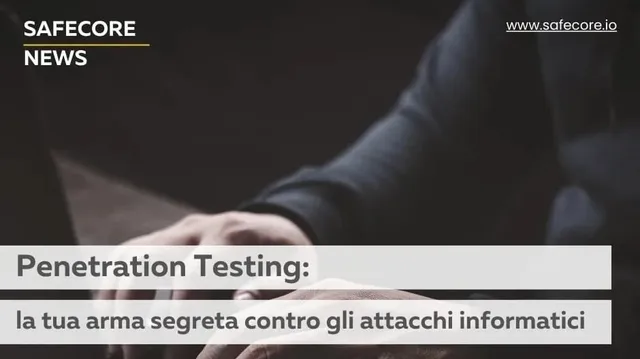 SAFECORE
NEWS
www.safecore.io
Penetration Testing:
la tua arma segreta contro gli attacchi informatici